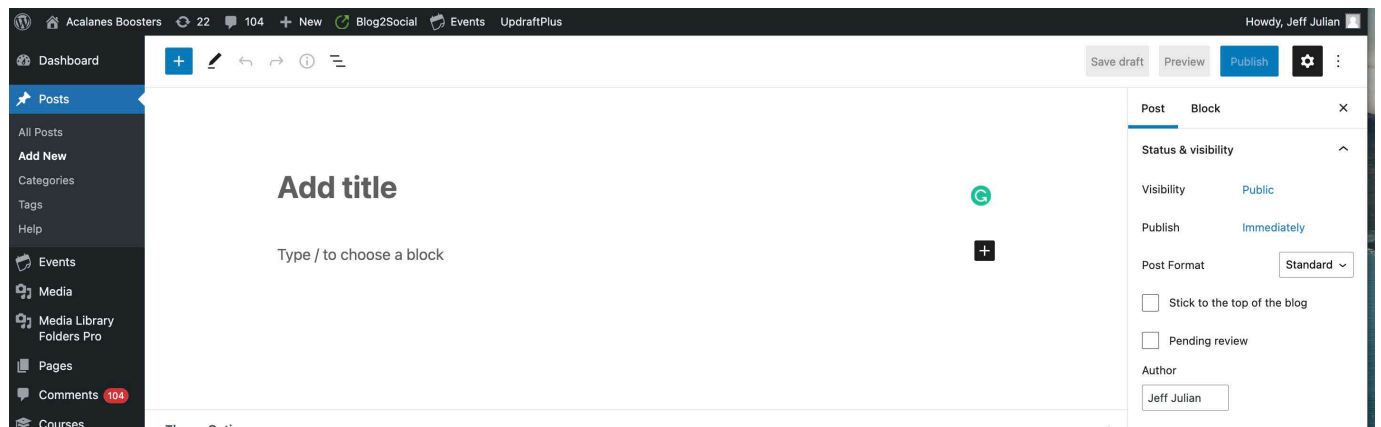 Acalanes Boosters 22 104 New Blog2Social Events UpdraftPlus Howdy, Jeff Julian
Dashboard
Posts
All Posts
Add New
Categories
Tags
Help
Events
Media
Media Library
Folders Pro
Pages
Comments 104
Courses
Save draft Preview Publish
Add title
Type / to choose a block
Post Block
Status & visibility
Visibility Public
Publish Immediately
Post Format Standard
Stick to the top of the blog
Pending review
Author
Jeff Julian